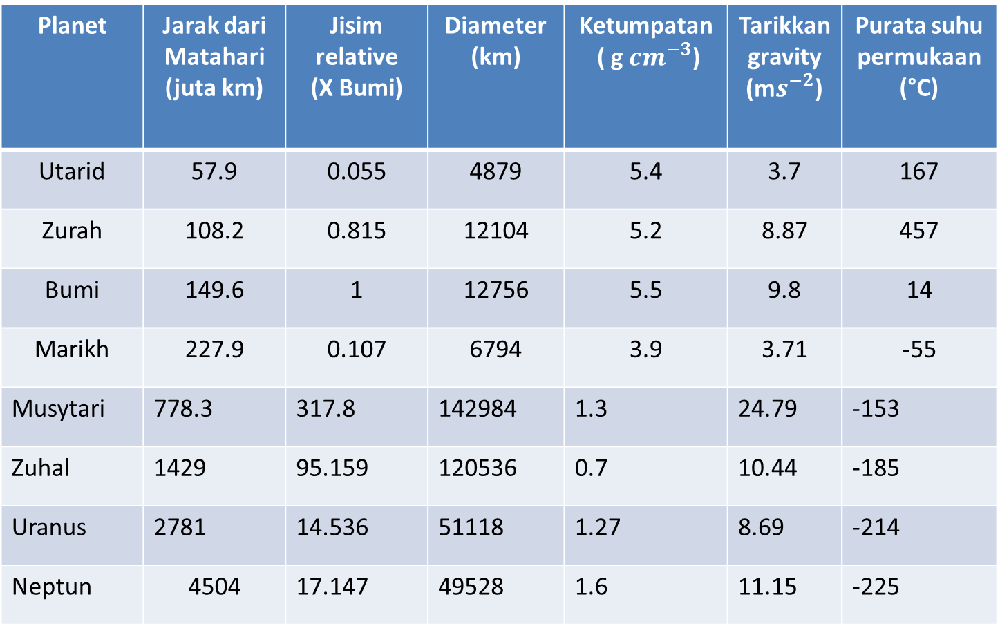 Planet | Jarak dari Matahari (juta km) | Jisim relative (X Bumi) | Diameter (km) | Ketumpatan ( g cm⁻³) | Tarikkan gravity (ms⁻²) | Purata suhu permukaan (°C)
Utarid | 57.9 | 0.055 | 4879 | 5.4 | 3.7 | 167
Zurah | 108.2 | 0.815 | 12104 | 5.2 | 8.87 | 457
Bumi | 149.6 | 1 | 12756 | 5.5 | 9.8 | 14
Marikh | 227.9 | 0.107 | 6794 | 3.9 | 3.71 | -55
Musytari | 778.3 | 317.8 | 142984 | 1.3 | 24.79 | -153
Zuhal | 1429 | 95.159 | 120536 | 0.7 | 10.44 | -185
Uranus | 2781 | 14.536 | 51118 | 1.27 | 8.69 | -214
Neptun | 4504 | 17.147 | 49528 | 1.6 | 11.15 | -225